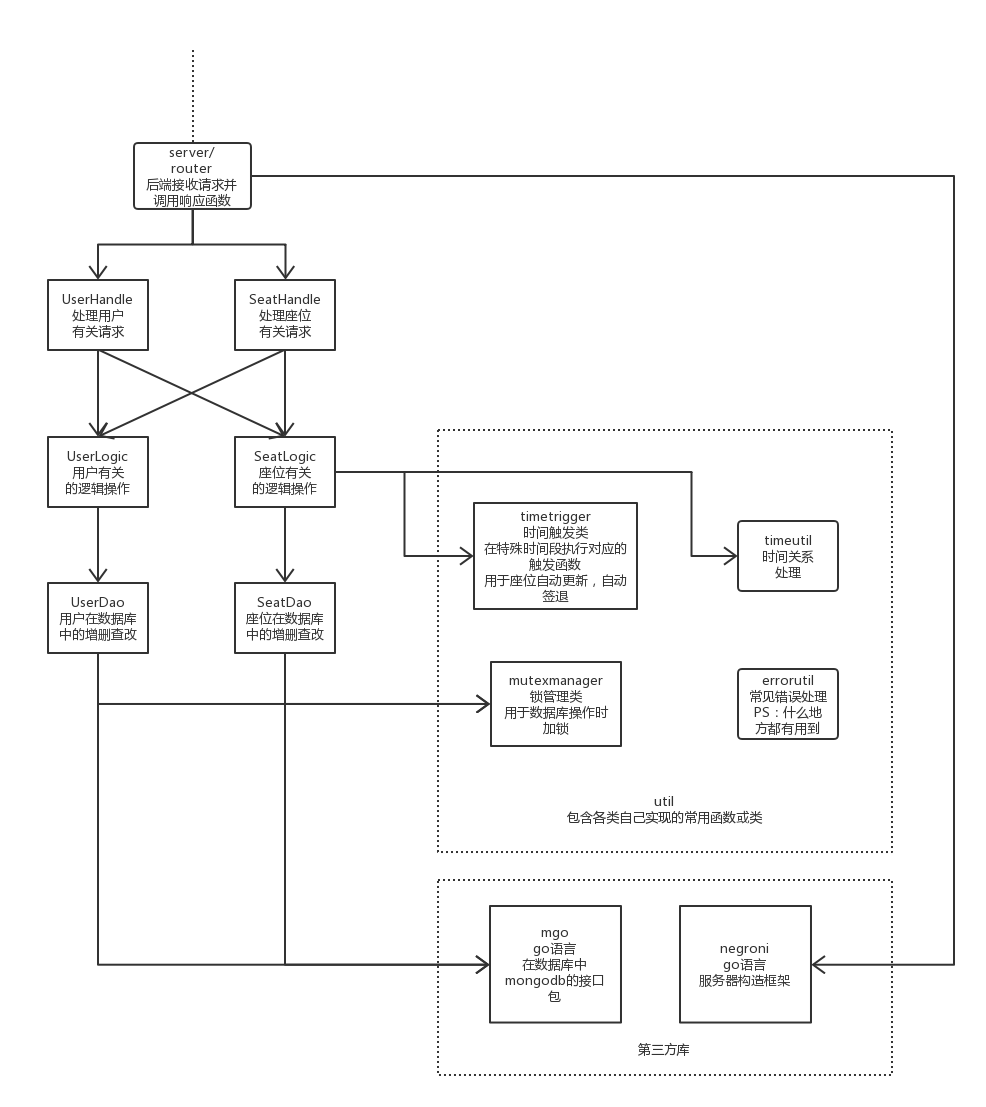 server/
router
后端接收请求并
调用响应函数
UserHandle
处理用户
有关请求
SeatHandle
处理座位
有关请求
UserLogic
用户有关
的逻辑操作
SeatLogic
座位有关
的逻辑操作
timetrigger
时间触发类
在特殊时间段执行对应的
触发函数
用于座位自动更新，自动
签退
timeutil
时间关系
处理
UserDao
用户在数据库
中的增删查改
SeatDao
座位在数据库
中的增删查改
mutexmanager
锁管理类
用于数据库操作时
加锁
errorutil
常见错误处理
PS：什么地
方都有用到
util
包含各类自己实现的常用函数或类
mgo
go语言
在数据库中
mongodb的接口
包
negroni
go语言
服务器构造框架
第三方库